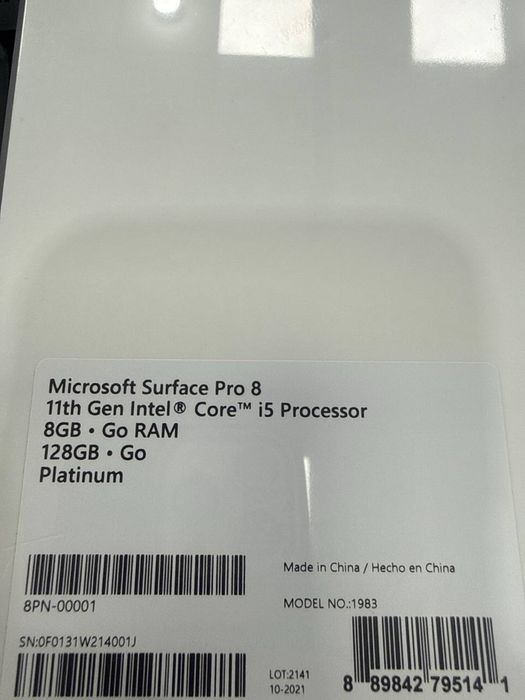 Microsoft Surface Pro 8
11th Gen Intel® Core™ i5 Processor
8GB • Go RAM
128GB • Go
Platinum
8PN-00001
SN:0F0131W214001J
Made in China / Hecho en China
MODEL NO.:1983
LOT:2141
10-2021
8 89842 79514 1